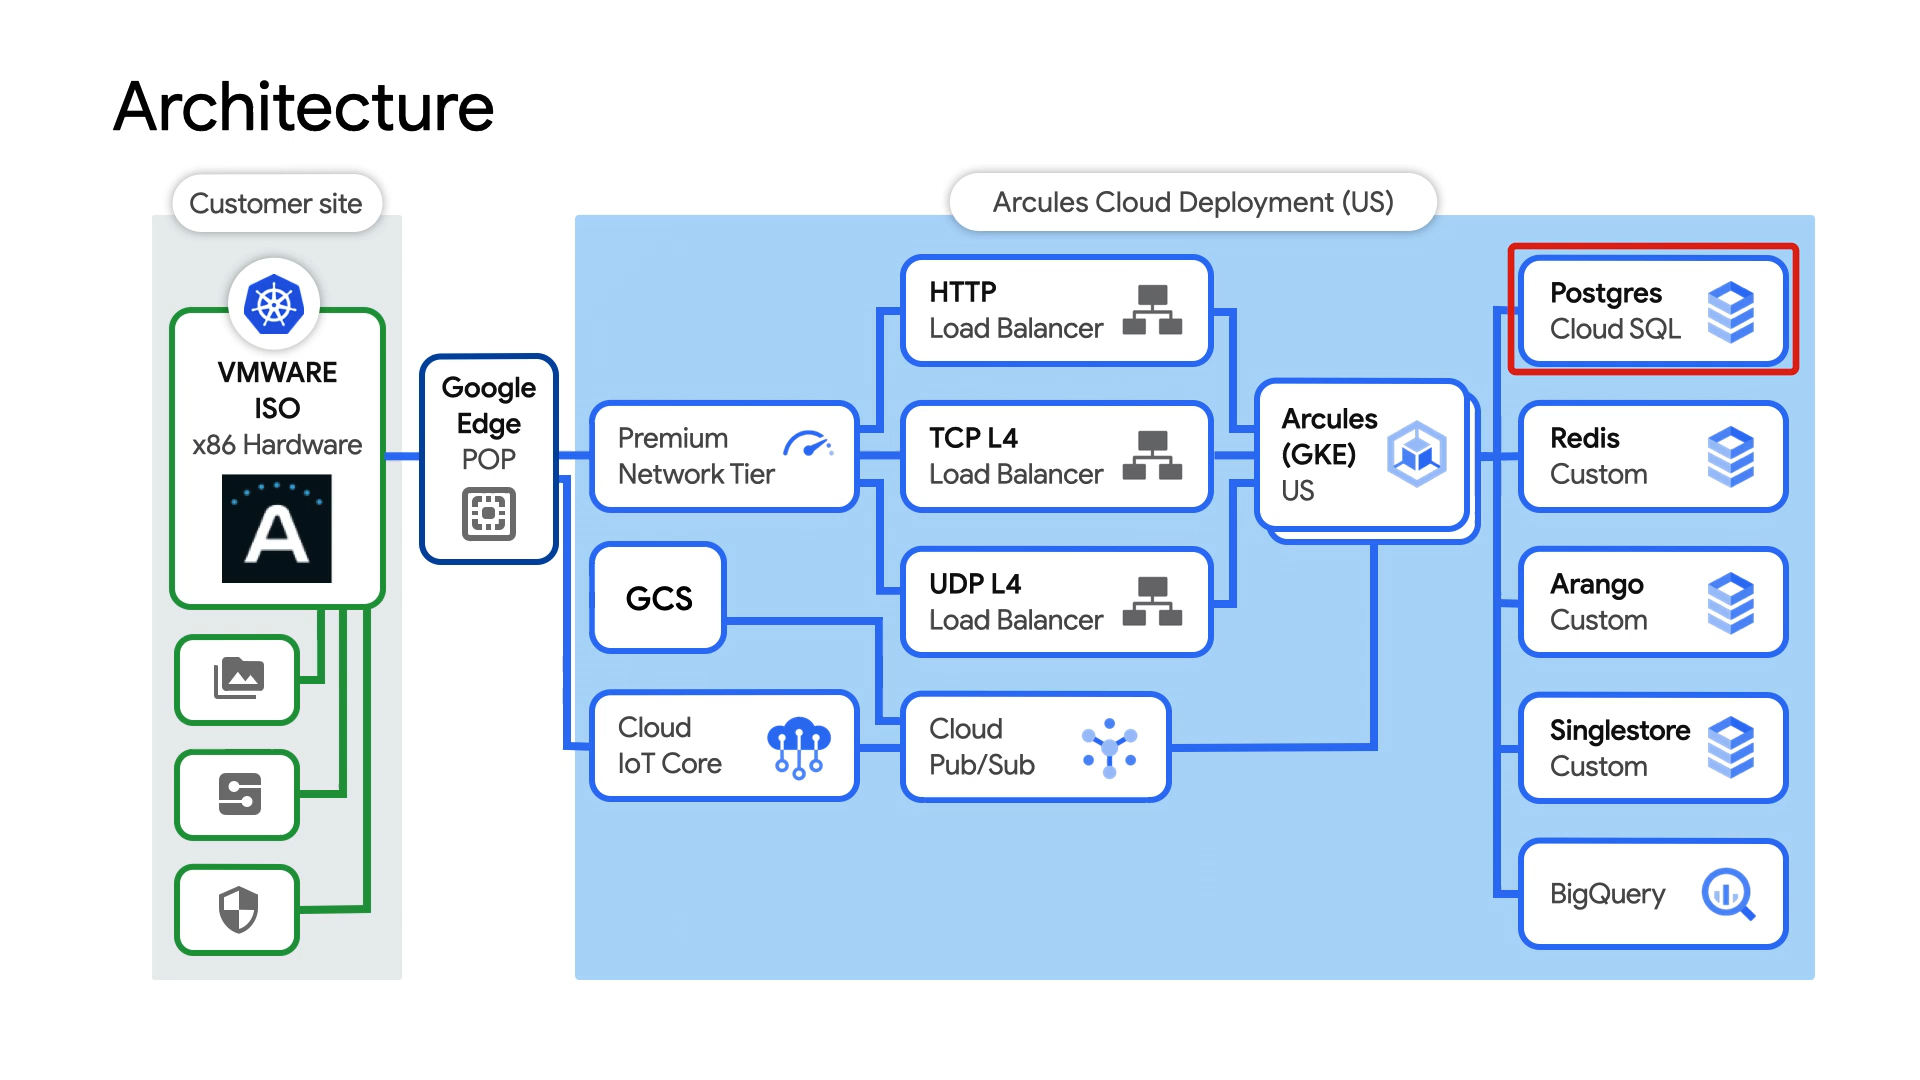 Architecture
Customer site
Arcules Cloud Deployment (US)
VMWARE
ISO
x86 Hardware
A
Google
Edge
POP
Premium
Network Tier
GCS
Cloud
IoT Core
HTTP
Load Balancer
TCP L4
Load Balancer
UDP L4
Load Balancer
Cloud
Pub/Sub
Arcules
(GKE)
US
Postgres
Cloud SQL
Redis
Custom
Arango
Custom
Singlestore
Custom
BigQuery